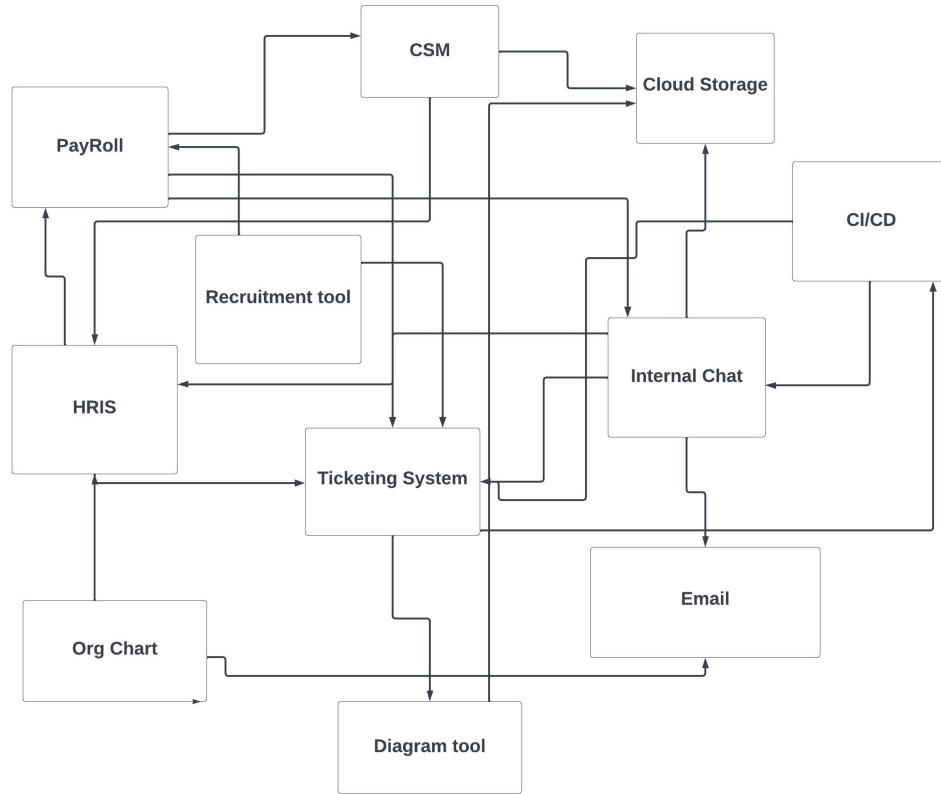 CSM
Cloud Storage
PayRoll
CI/CD
Recruitment tool
Internal Chat
HRIS
Ticketing System
Email
Org Chart
Diagram tool